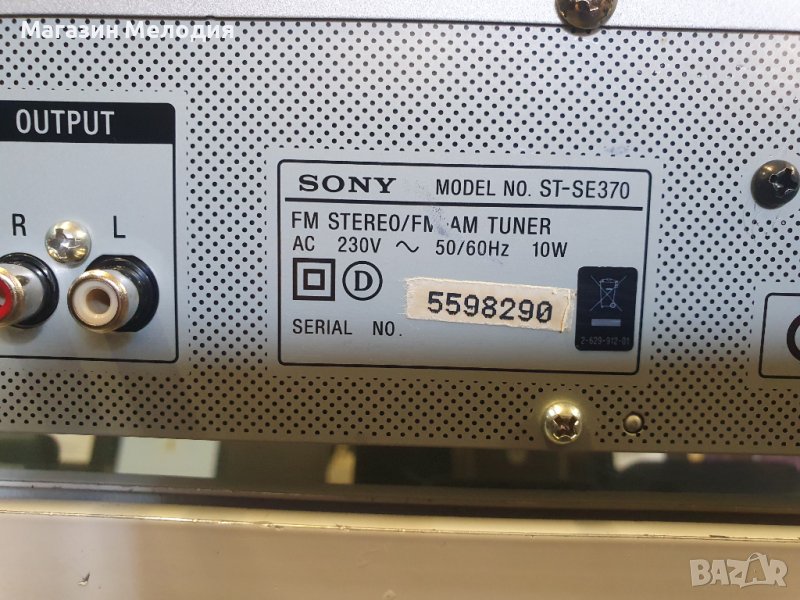 Магазин Мелодия
OUTPUT
R L
SONY MODEL NO. ST-SE370
FM STEREO/FM-AM TUNER
AC 230V ~ 50/60Hz 10W
D
5598290
SERIAL NO.
2-629-912-01
BAZAR